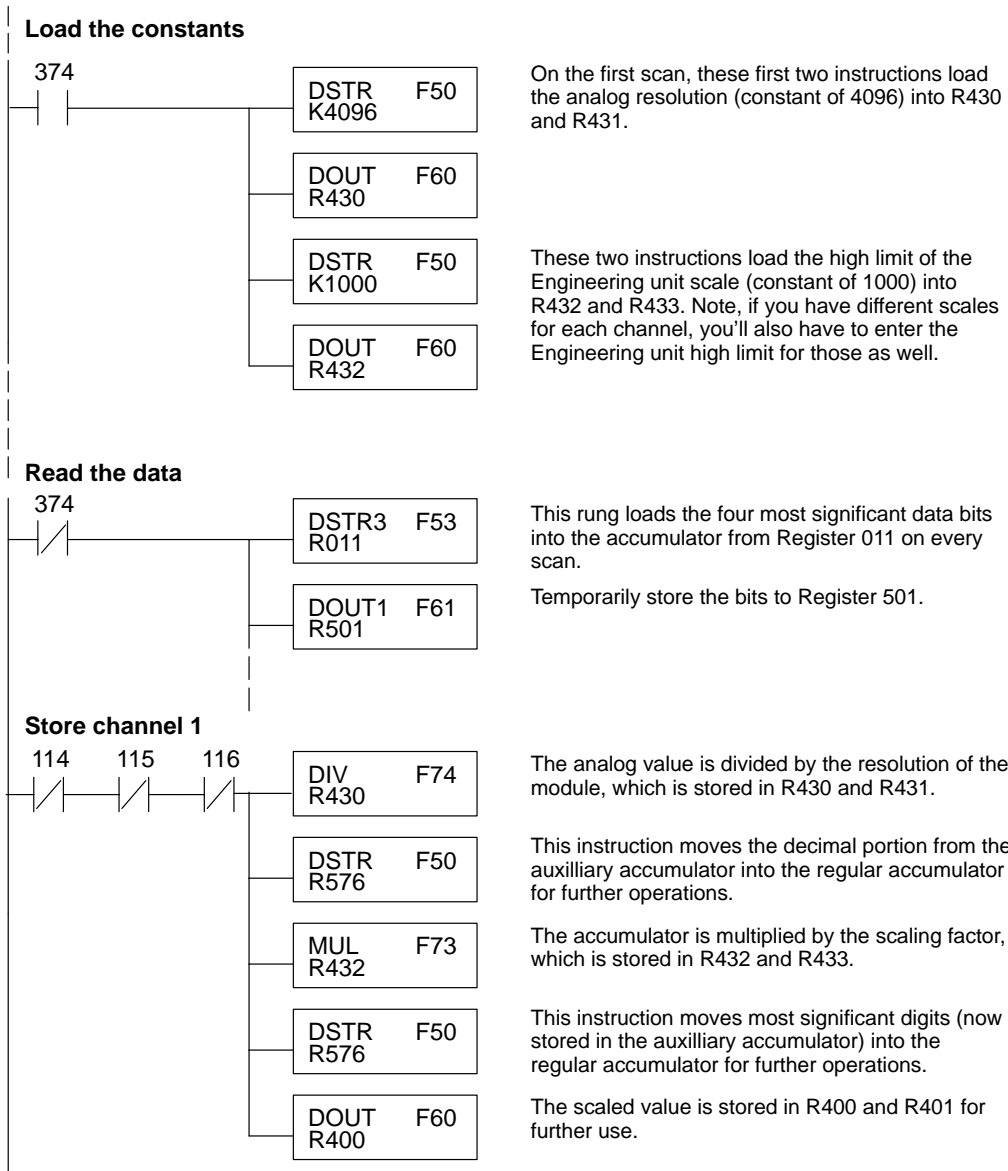 Load the constants
374
DSTR F50
K4096
On the first scan, these first two instructions load
the analog resolution (constant of 4096) into R430
and R431.
DOUT F60
R430
DSTR F50
K1000
These two instructions load the high limit of the
Engineering unit scale (constant of 1000) into
R432 and R433. Note, if you have different scales
for each channel, you'll also have to enter the
Engineering unit high limit for those as well.
DOUT F60
R432
Read the data
374
DSTR3 F53
R011
This rung loads the four most significant data bits
into the accumulator from Register 011 on every
scan.
DOUT1 F61
R501
Temporarily store the bits to Register 501.
Store channel 1
114 115 116
DIV F74
R430
The analog value is divided by the resolution of the
module, which is stored in R430 and R431.
DSTR F50
R576
This instruction moves the decimal portion from the
auxilliary accumulator into the regular accumulator
for further operations.
MUL F73
R432
The accumulator is multiplied by the scaling factor,
which is stored in R432 and R433.
DSTR F50
R576
This instruction moves most significant digits (now
stored in the auxilliary accumulator) into the
regular accumulator for further operations.
DOUT F60
R400
The scaled value is stored in R400 and R401 for
further use.